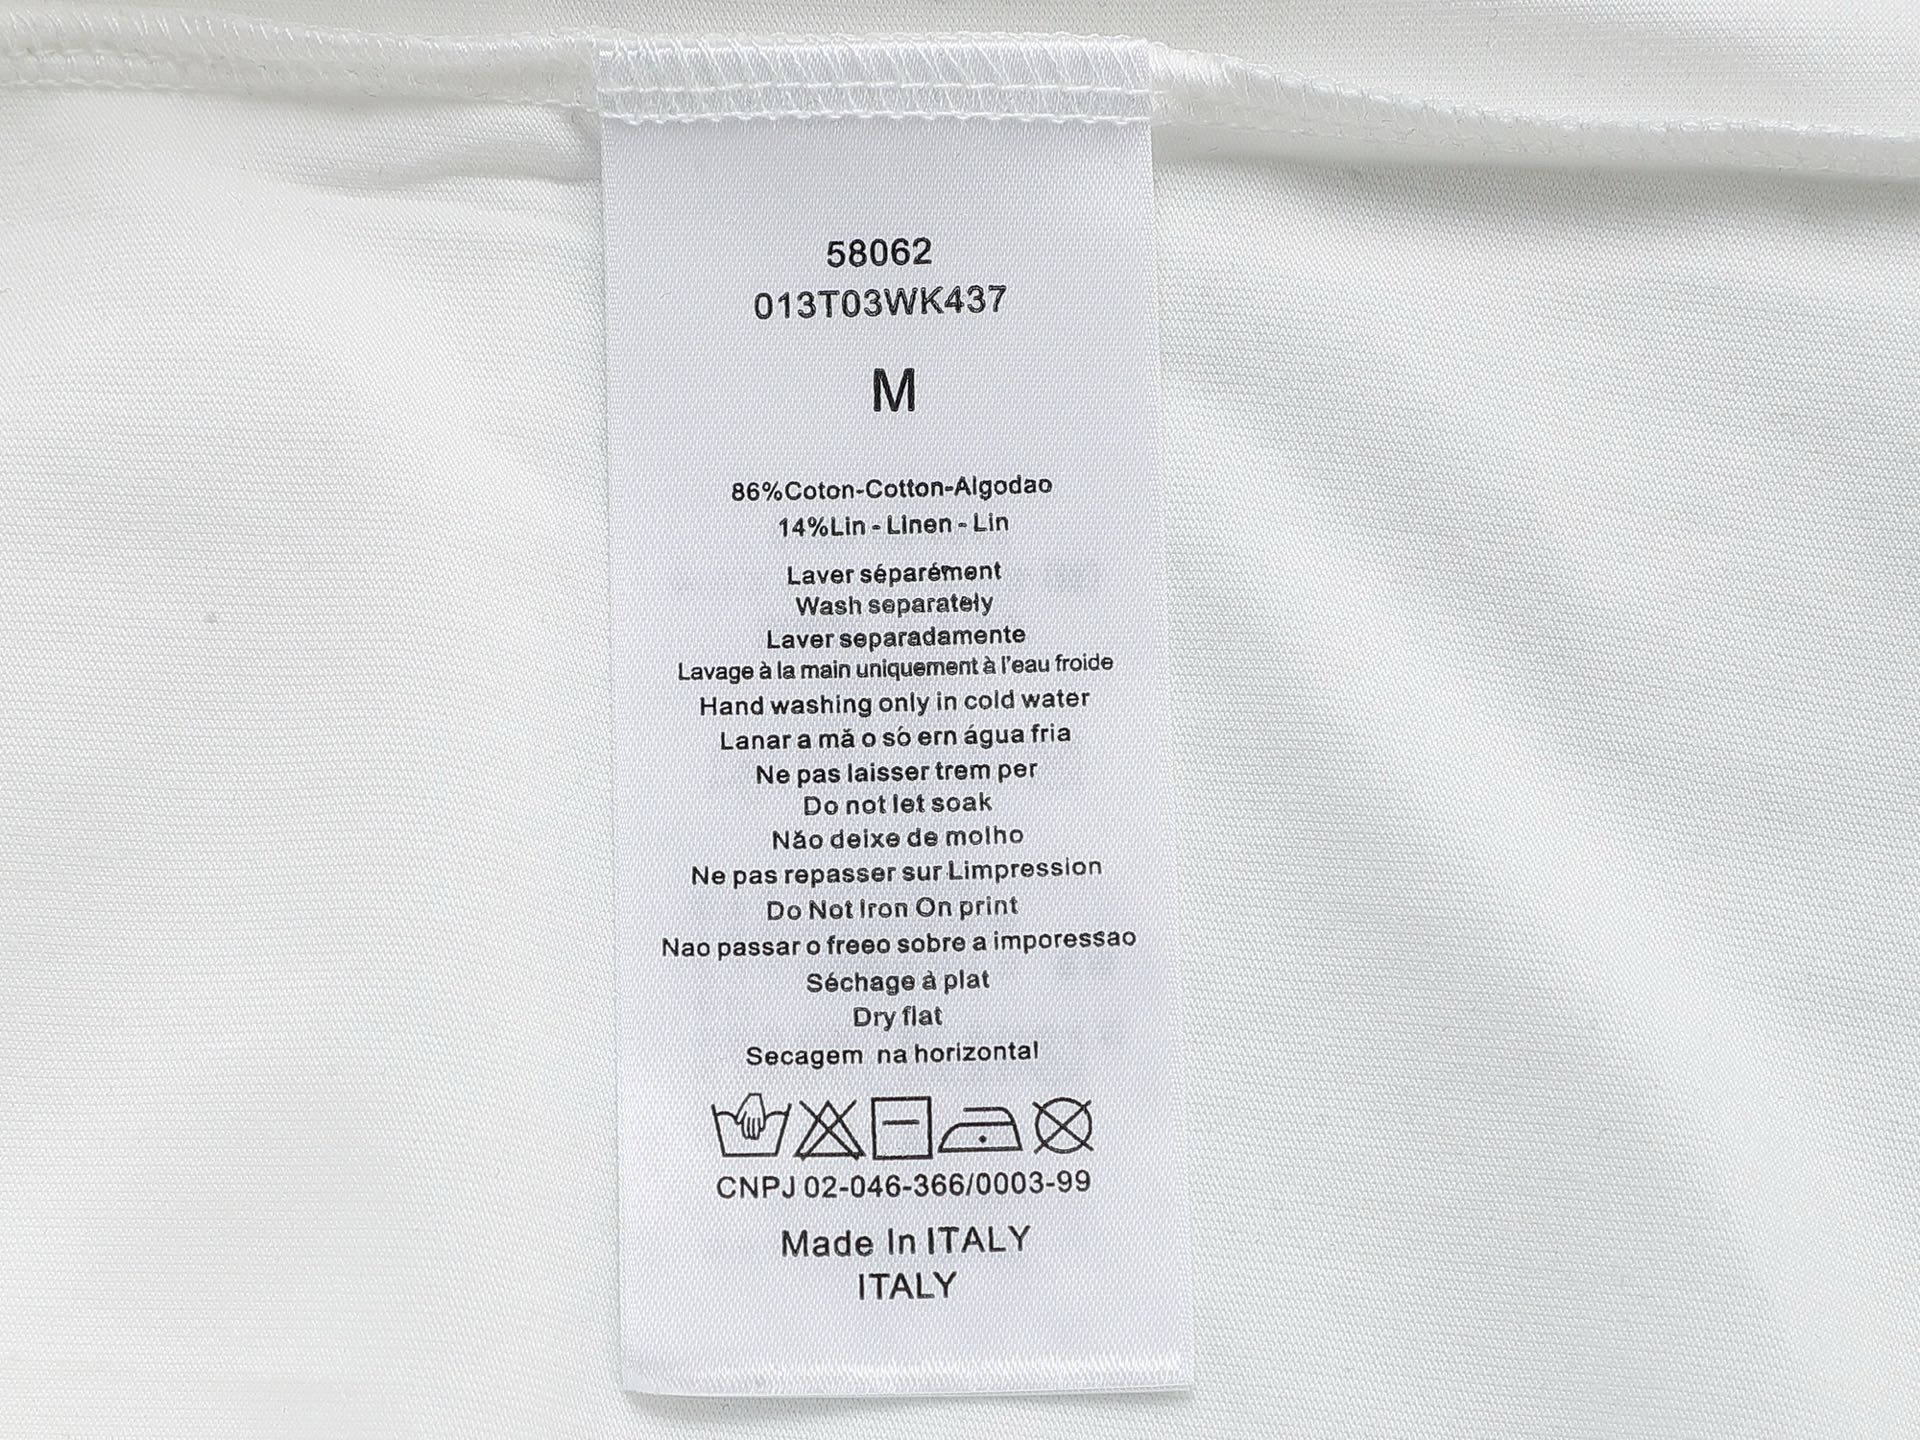 58062
013T03WK437
M
86%Coton-Cotton-Algodao
14%Lin - Linen - Lin
Laver séparément
Wash separately
Laver separadamente
Lavage à la main uniquement à l'eau froide
Hand washing only in cold water
Lanar a mă o só ern água fria
Ne pas laisser trem per
Do not let soak
Năo deixe de molho
Ne pas repasser sur Limpression
Do Not Iron On print
Nao passar o freeo sobre a imporessao
Séchage à plat
Dry flat
Secagem na horizontal
CNPJ 02-046-366/0003-99
Made In ITALY
ITALY